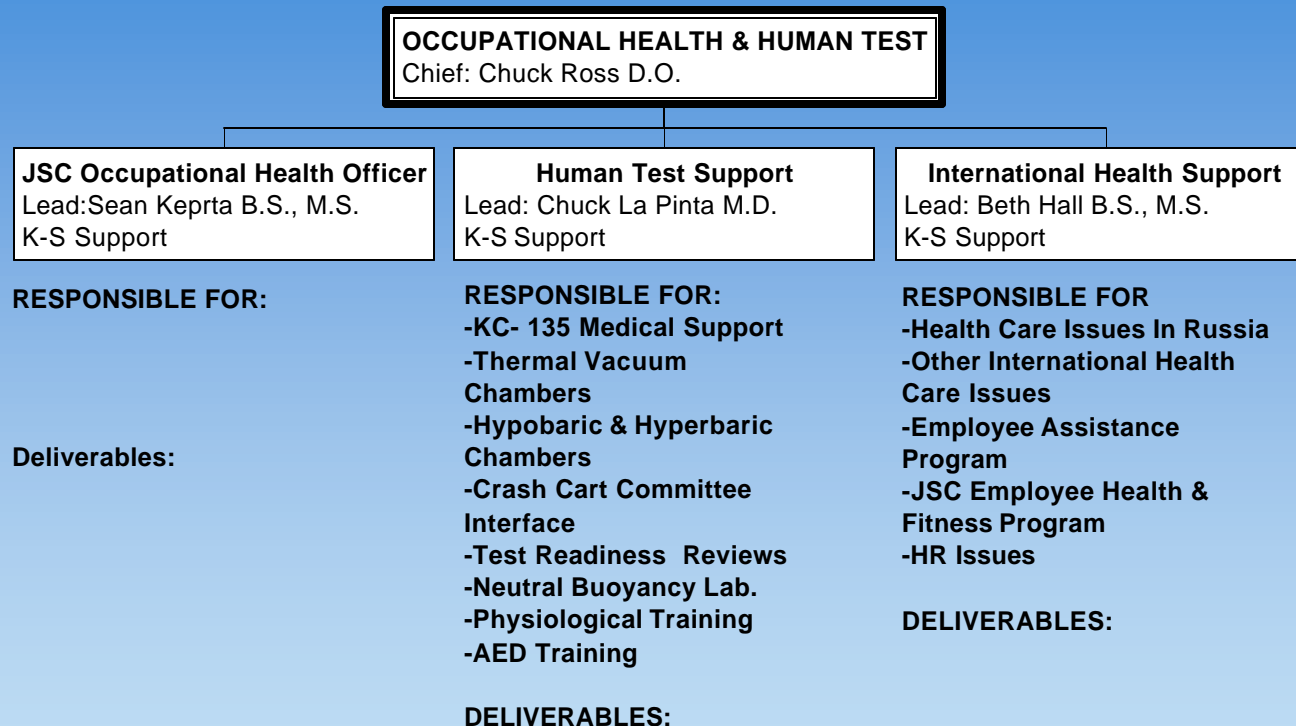 OCCUPATIONAL HEALTH & HUMAN TEST
Chief: Chuck Ross D.O.
JSC Occupational Health Officer
Lead:Sean Keprta B.S., M.S.
K-S Support
RESPONSIBLE FOR:
Deliverables:
Human Test Support
Lead: Chuck La Pinta M.D.
K-S Support
RESPONSIBLE FOR:
-KC- 135 Medical Support
-Thermal Vacuum
Chambers
-Hypobaric & Hyperbaric
Chambers
-Crash Cart Committee
Interface
-Test Readiness  Reviews
-Neutral Buoyancy Lab.
-Physiological Training
-AED Training
DELIVERABLES:
International Health Support
Lead: Beth Hall B.S., M.S.
K-S Support
RESPONSIBLE FOR
-Health Care Issues In Russia
-Other International Health
Care Issues
-Employee Assistance
Program
-JSC Employee Health &
Fitness Program
-HR Issues
DELIVERABLES: